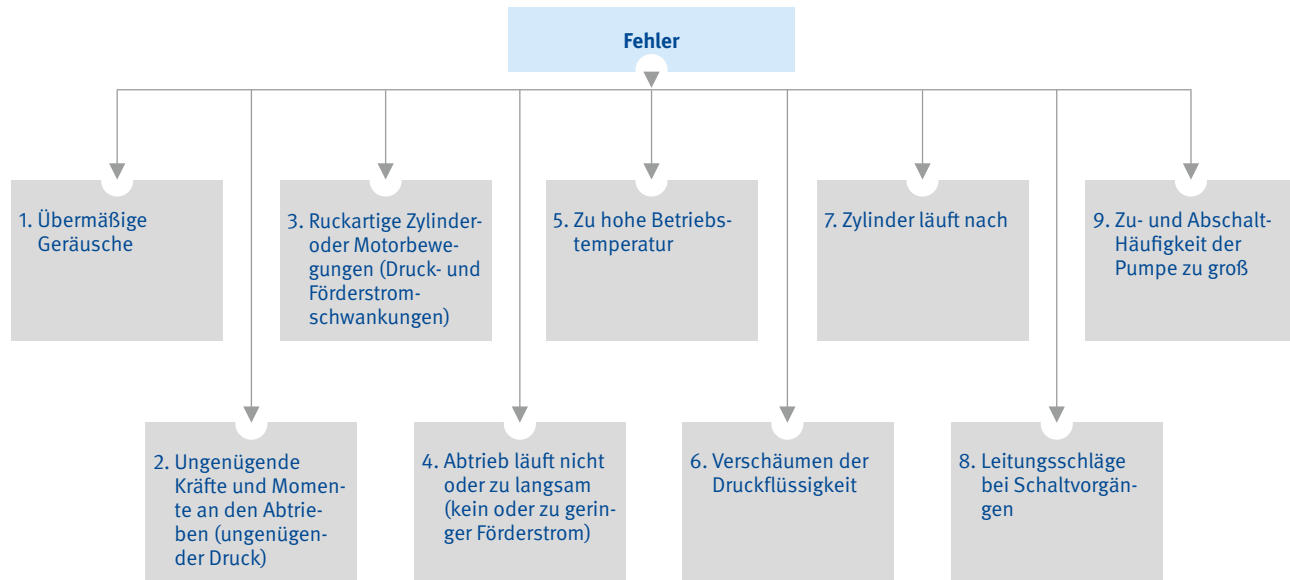 Fehler
1. Übermäßige
Geräusche
2. Ungenügende
Kräfte und Momen-
te an den Abtrie-
ben (ungenügen-
der Druck)
3. Ruckartige Zylinder-
oder Motorbewe-
gungen (Druck- und
Förderstrom-
schwankungen)
4. Abtrieb läuft nicht
oder zu langsam
(kein oder zu gerin-
ger Förderstrom)
5. Zu hohe Betriebs-
temperatur
6. Verschäumen der
Druckflüssigkeit
7. Zylinder läuft nach
8. Leitungsschläge
bei Schaltvorgän-
gen
9. Zu- und Abschalt-
Häufigkeit der
Pumpe zu groß